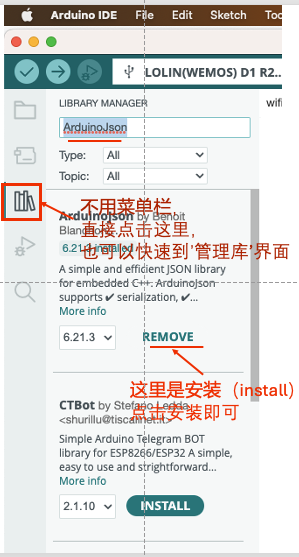 Arduino IDE File Edit Sketch Too
LOLIN(WEMOS) D1 R2...
LIBRARY MANAGER
wifi
ArduinoJson
Type: All
Topic: All
不用菜单栏,
直接点击这里,
也可以快速到'管理库'界面
ArduinoJson by Benoit
Blanchon
6.21.3 installed
A simple and efficient JSON library
for embedded C++. ArduinoJson
supports ✔ serialization, ✔...
More info
6.21.3 REMOVE
这里是安装（install）
点击安装即可
CTBot by Stefano Ledda
<shurillu@tiscalinet.it>
Simple Arduino Telegram BOT
library for ESP8266/ESP32 A simple,
easy to use and strightforward...
More info
2.1.10 INSTALL